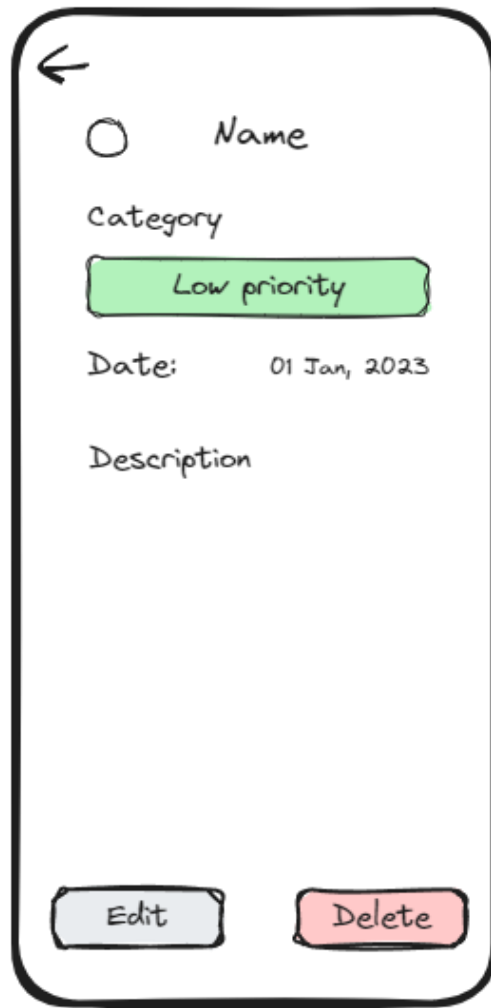 Name
Category
Low priority
Date: 01 Jan, 2023
Description
Edit Delete